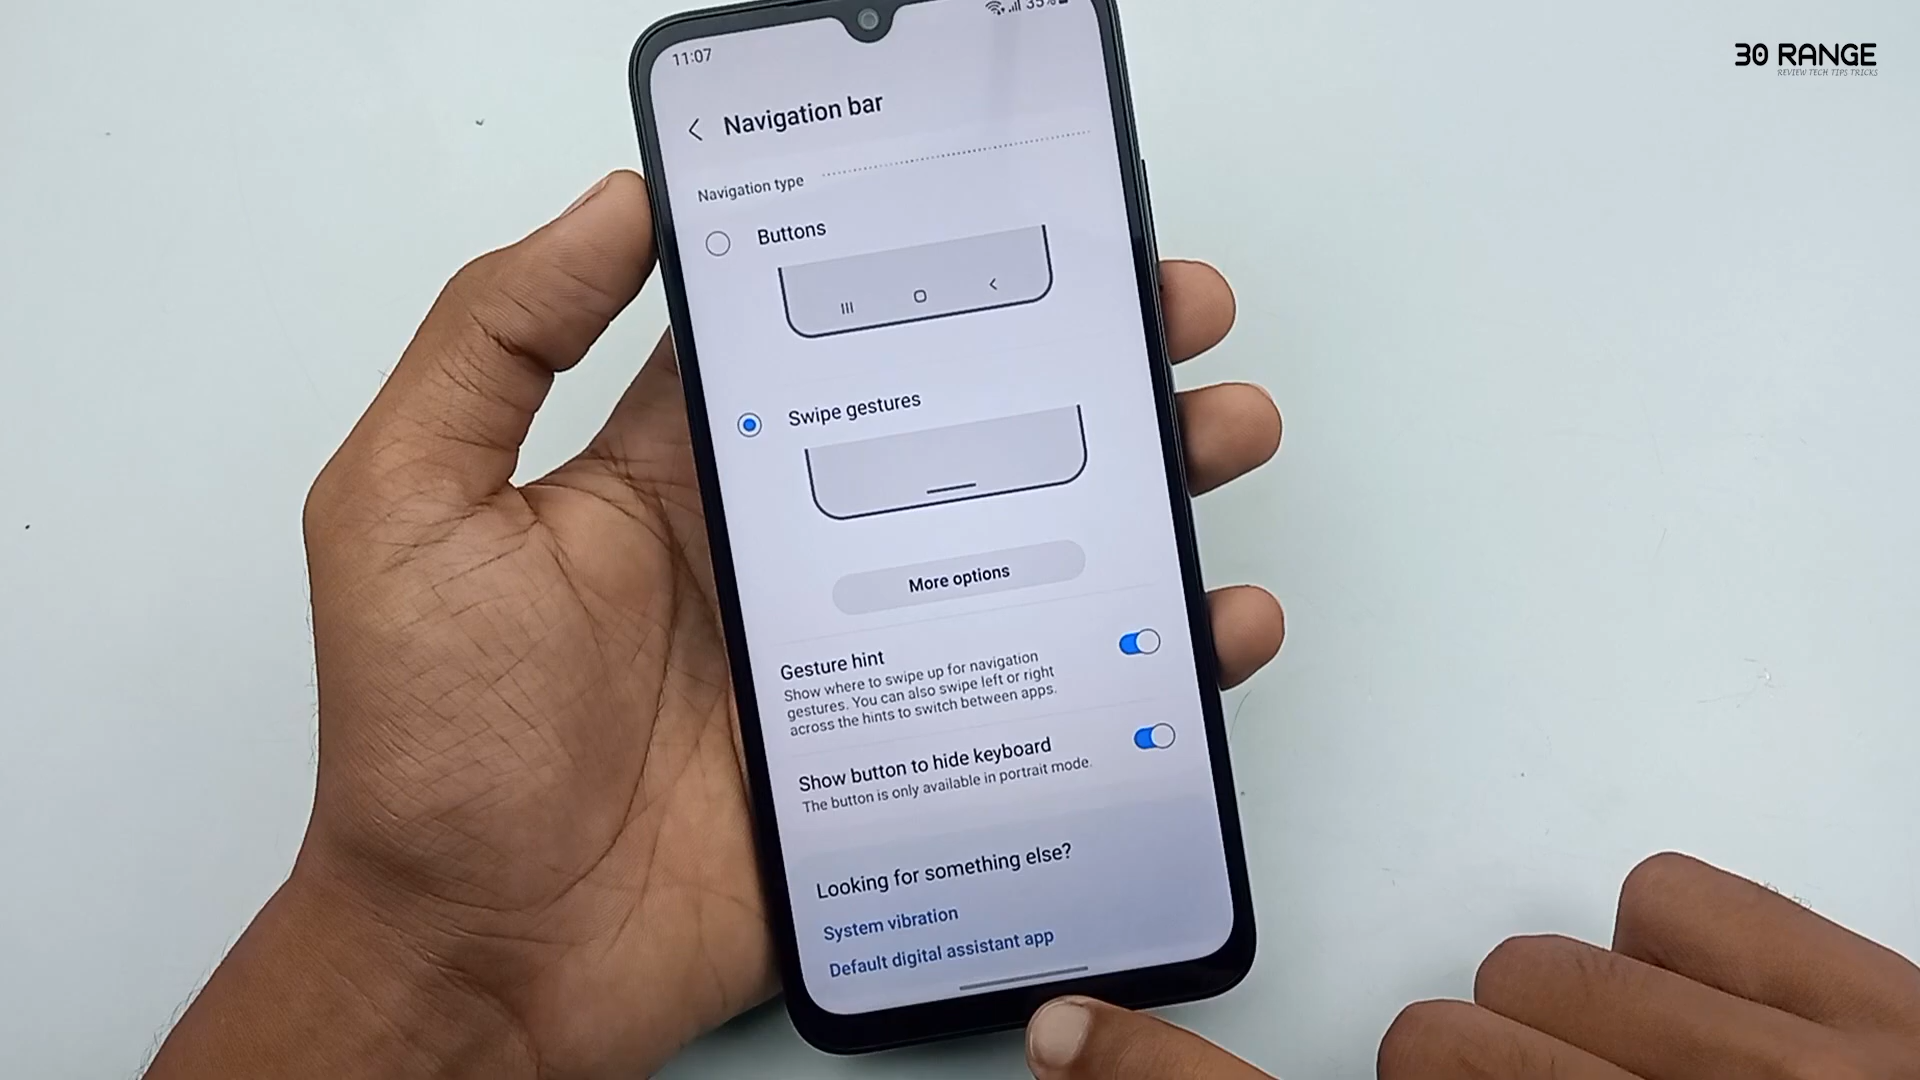 30 RANGE
REVIEW TECH TIPS TRICKS
11:07
35%
Navigation bar
Navigation type
Buttons
Swipe gestures
More options
Gesture hint
Show where to swipe up for navigation
gestures. You can also swipe left or right
across the hints to switch between apps.
Show button to hide keyboard
The button is only available in portrait mode.
Looking for something else?
System vibration
Default digital assistant app